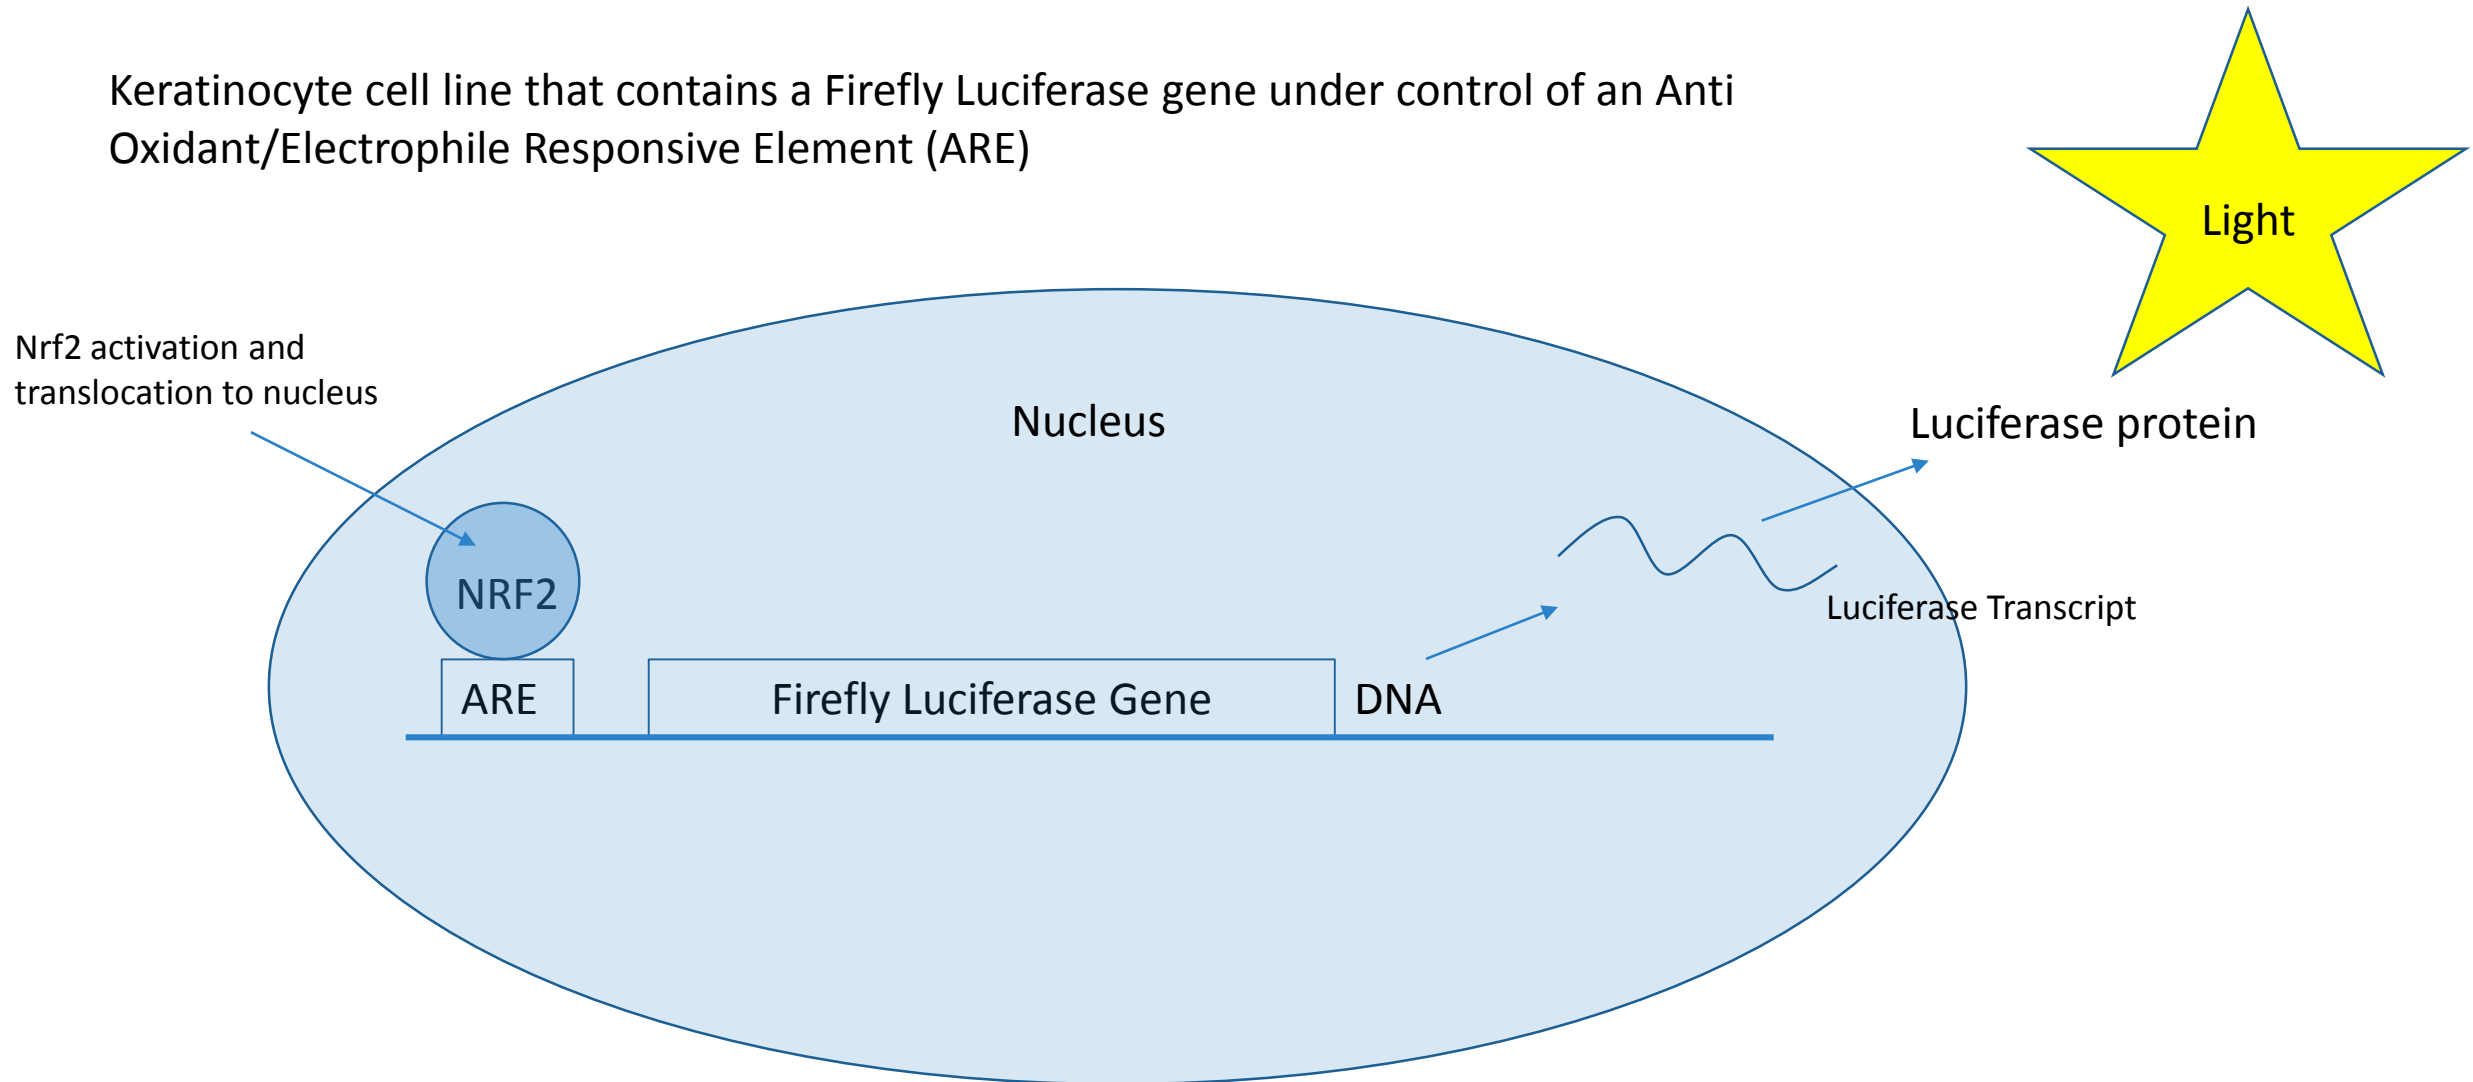 Keratinocyte cell line that contains a Firefly Luciferase gene under control of an Anti
Oxidant/Electrophile Responsive Element (ARE)
Light
Nrf2 activation and
translocation to nucleus
Nucleus
Luciferase protein
NRF2
Luciferase Transcript
ARE
Firefly Luciferase Gene
DNA